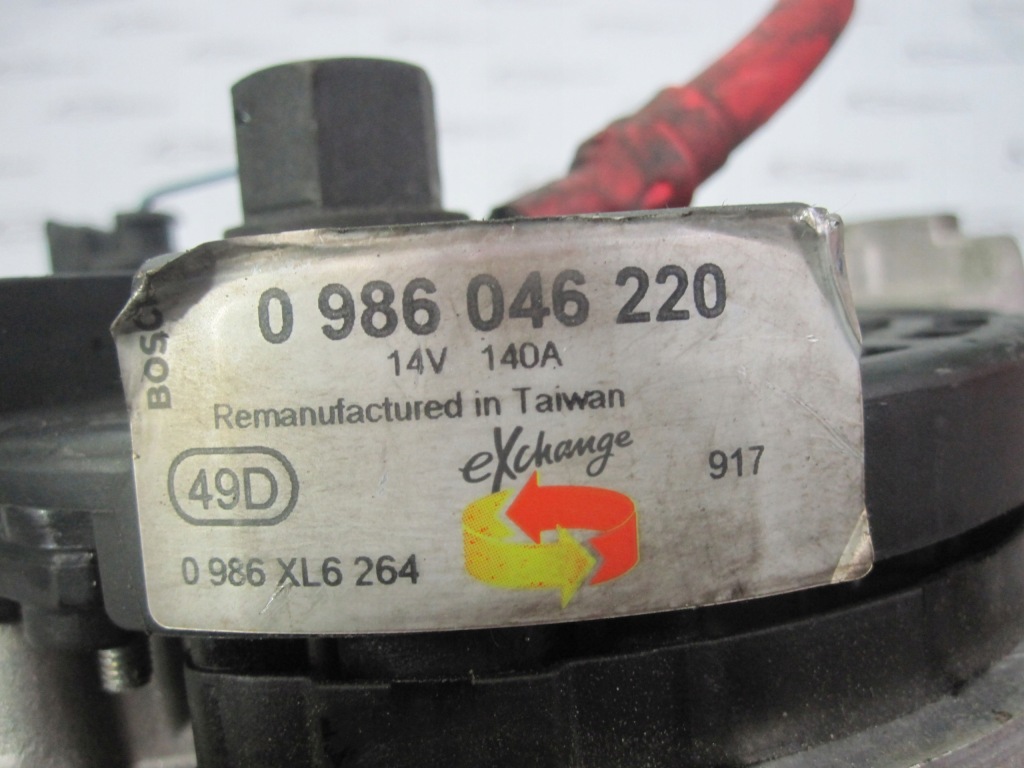 0 986 046 220
14V 140A
BOSCH
Remanufactured in Taiwan
eXchange
49D
917
0 986 XL6 264